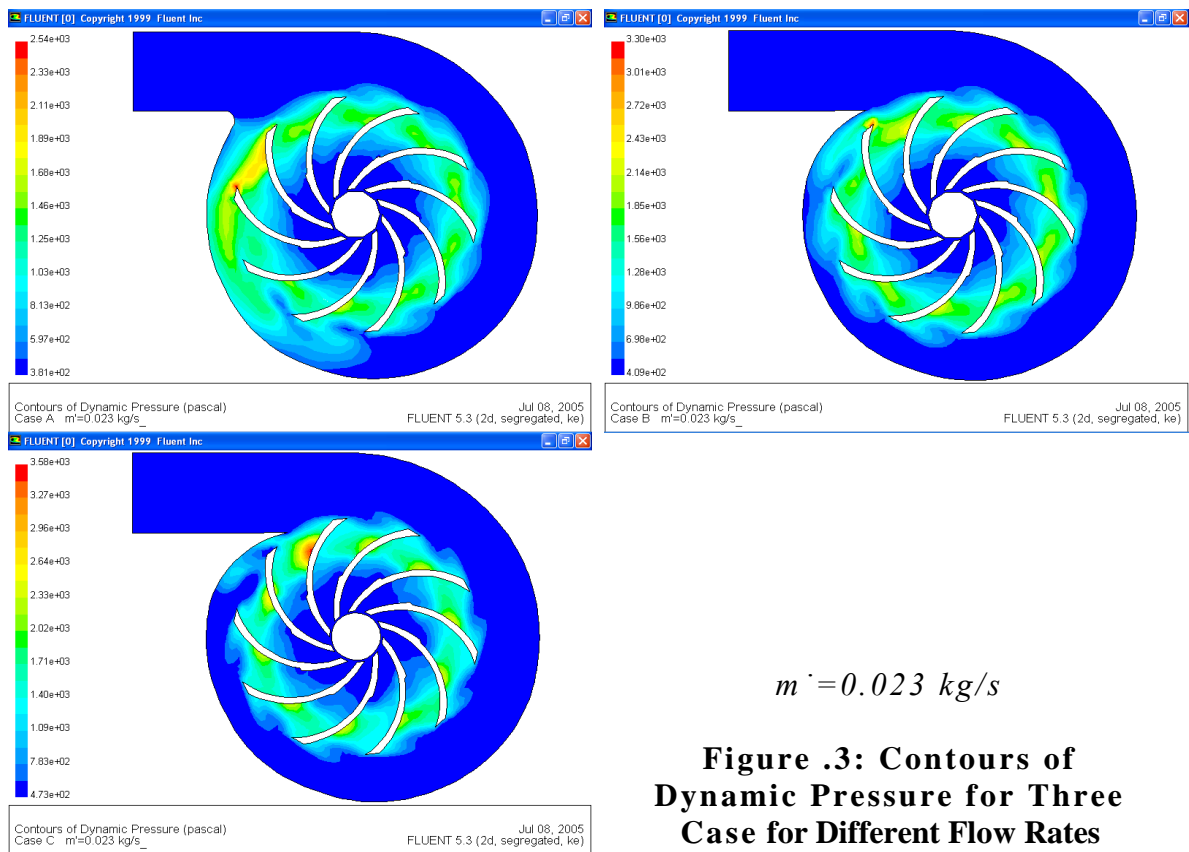 FLUENT [0] Copyright 1999 Fluent Inc
2.54e+03
2.33e+03
2.11e+03
1.89e+03
1.68e+03
1.46e+03
1.25e+03
1.03e+03
8.13e+02
5.97e+02
3.81e+02
Contours of Dynamic Pressure (pascal)
Case A m'=0.023 kg/s_
Jul 08, 2005
FLUENT 5.3 (2d, segregated, ke)
FLUENT [0] Copyright 1999 Fluent Inc
3.30e+03
3.01e+03
2.72e+03
2.43e+03
2.14e+03
1.85e+03
1.56e+03
1.28e+03
9.86e+02
6.98e+02
4.09e+02
Contours of Dynamic Pressure (pascal)
Case B m'=0.023 kg/s_
Jul 08, 2005
FLUENT 5.3 (2d, segregated, ke)
FLUENT [0] Copyright 1999 Fluent Inc
3.58e+03
3.27e+03
2.96e+03
2.64e+03
2.33e+03
2.02e+03
1.71e+03
1.40e+03
1.09e+03
7.83e+02
4.73e+02
Contours of Dynamic Pressure (pascal)
Case C m'=0.023 kg/s_
Jul 08, 2005
FLUENT 5.3 (2d, segregated, ke)
m˙=0.023 kg/s
Figure .3: Contours of
Dynamic Pressure for Three
Case for Different Flow Rates